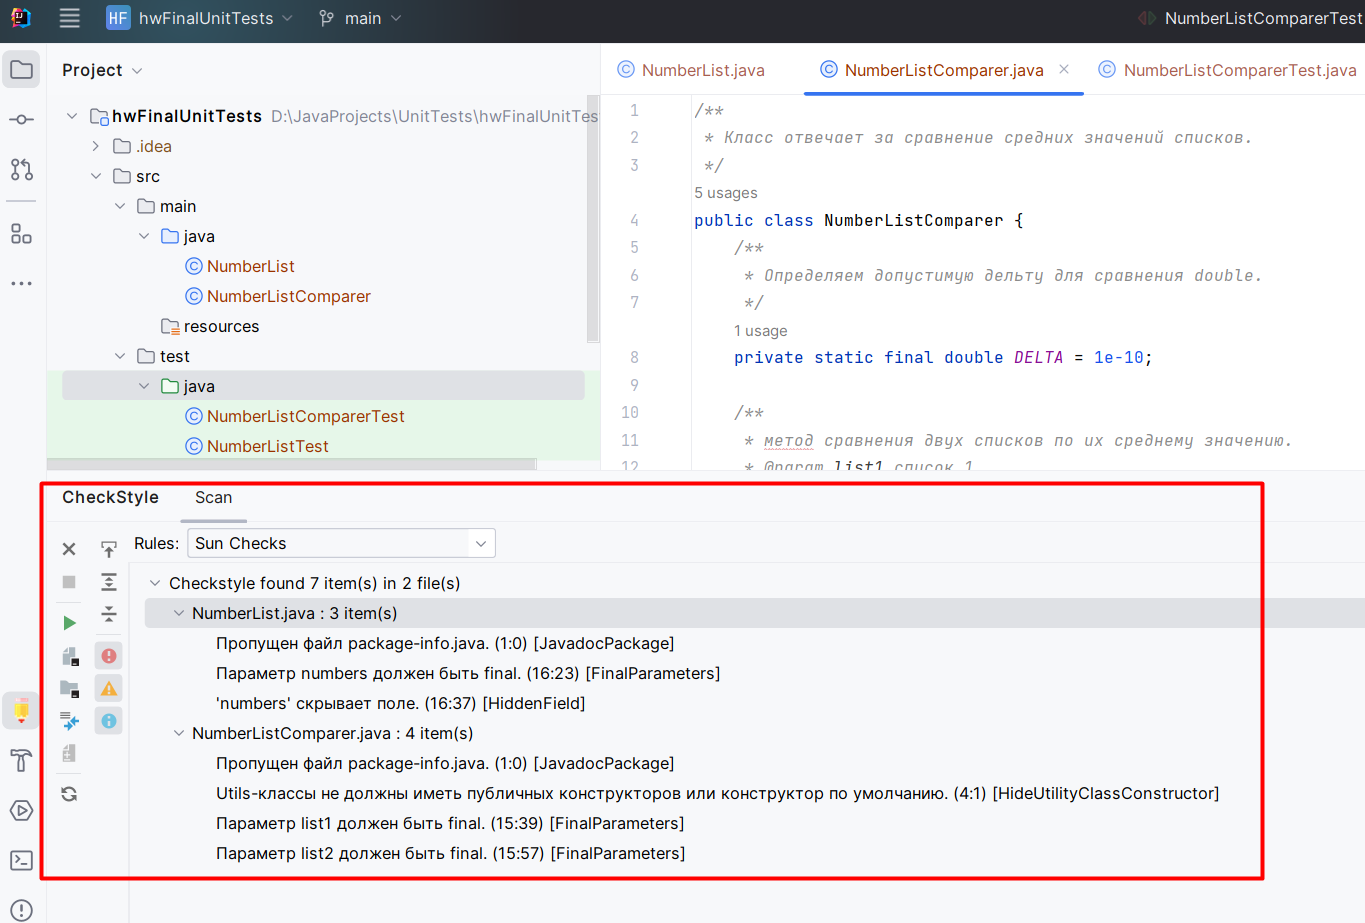 HF hwFinalUnitTests main NumberListComparerTest
Project
NumberList.java NumberListComparer.java NumberListComparerTest.java
hwFinalUnitTests D:\JavaProjects\UnitTests\hwFinalUnitTes
.idea
src
main
java
NumberList
NumberListComparer
resources
test
java
NumberListComparerTest
NumberListTest
1 /**
2 * Класс отвечает за сравнение средних значений списков.
3 */
5 usages
4 public class NumberListComparer {
5 /**
6 * Определяем допустимую дельту для сравнения double.
7 */
1 usage
8 private static final double DELTA = 1e-10;
9
10 /**
11 * метод сравнения двух списков по их среднему значению.
12 * @param list1 список 1
CheckStyle Scan
Rules: Sun Checks
Checkstyle found 7 item(s) in 2 file(s)
NumberList.java : 3 item(s)
Пропущен файл package-info.java. (1:0) [JavadocPackage]
Параметр numbers должен быть final. (16:23) [FinalParameters]
'numbers' скрывает поле. (16:37) [HiddenField]
NumberListComparer.java : 4 item(s)
Пропущен файл package-info.java. (1:0) [JavadocPackage]
Utils-классы не должны иметь публичных конструкторов или конструктор по умолчанию. (4:1) [HideUtilityClassConstructor]
Параметр list1 должен быть final. (15:39) [FinalParameters]
Параметр list2 должен быть final. (15:57) [FinalParameters]